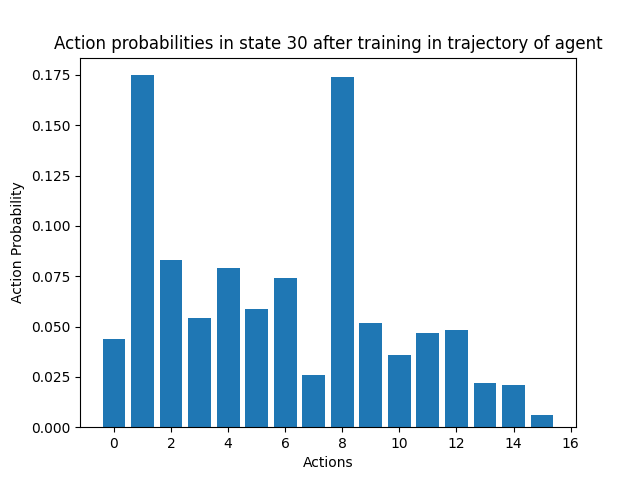 Action probabilities in state 30 after training in trajectory of agent
0.175
0.150
0.125
0.100
0.075
0.050
0.025
0.000
Action Probability
0 2 4 6 8 10 12 14 16
Actions